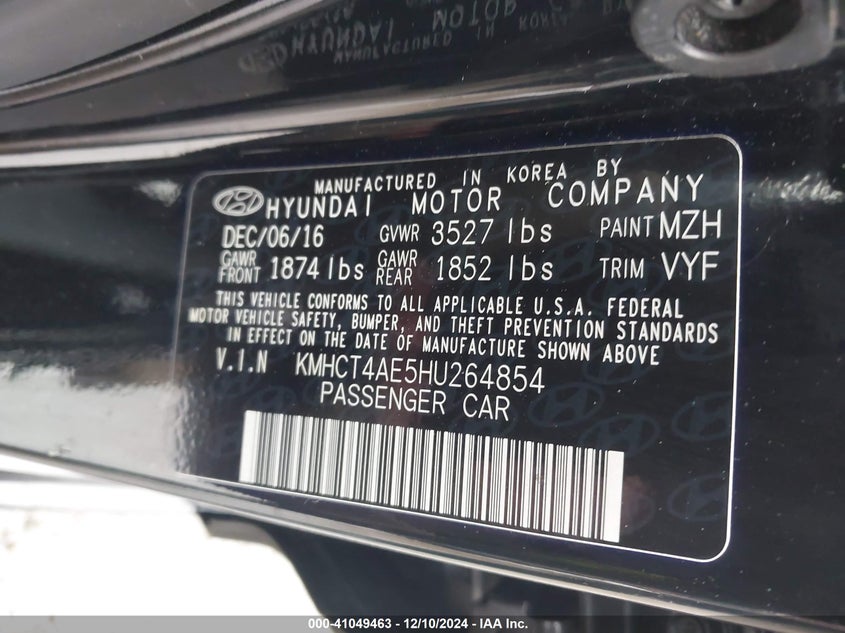 MANUFACTURED IN KOREA BY
HYUNDAI MOTOR COMPANY
DEC/06/16 GVWR 3527 lbs PAINT MZH
GAWR FRONT 1874 lbs GAWR REAR 1852 lbs TRIM VYF
THIS VEHICLE CONFORMS TO ALL APPLICABLE U.S.A. FEDERAL
MOTOR VEHICLE SAFETY, BUMPER, AND THEFT PREVENTION STANDARDS
IN EFFECT ON THE DATE OF MANUFACTURE SHOWN ABOVE
V.I.N KMHCT4AE5HU264854
PASSENGER CAR
000-41049463 - 12/10/2024 - IAA Inc.